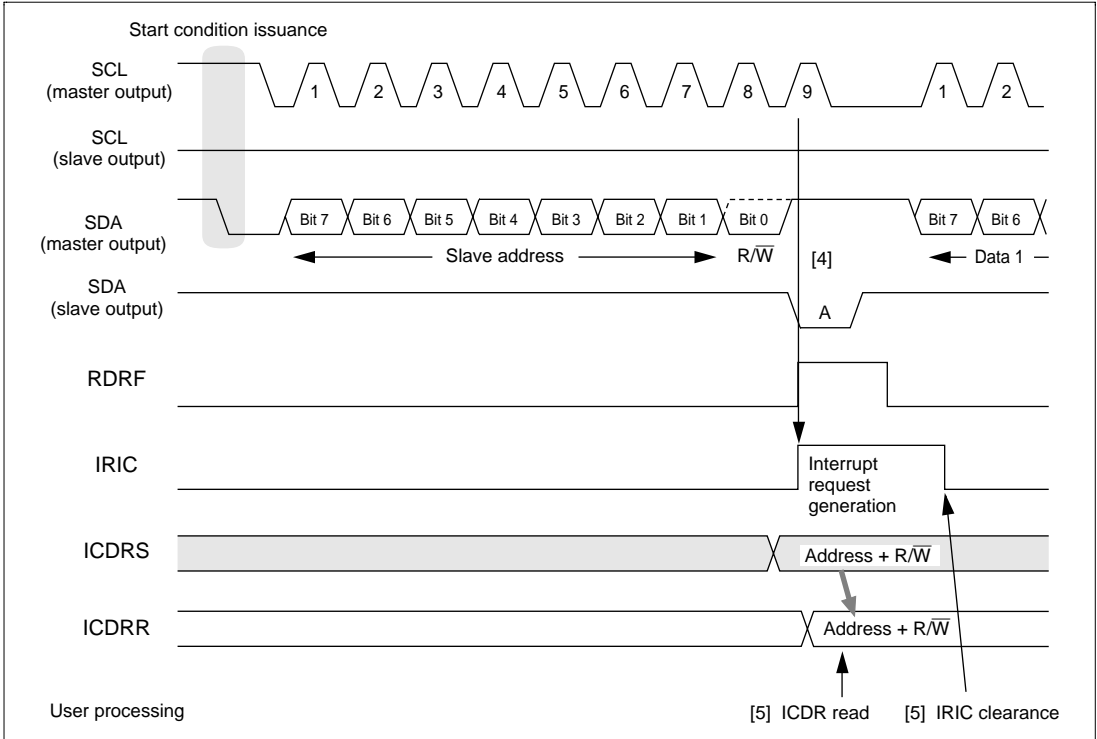 Start condition issuance
SCL
(master output)
1 2 3 4 5 6 7 8 9 1 2
SCL
(slave output)
SDA
(master output)
Bit 7 Bit 6 Bit 5 Bit 4 Bit 3 Bit 2 Bit 1 Bit 0 Bit 7 Bit 6
Slave address R/W̅ [4] Data 1
SDA
(slave output)
A
RDRF
IRIC
Interrupt
request
generation
ICDRS
Address + R/W̅
ICDRR
Address + R/W̅
User processing
[5] ICDR read [5] IRIC clearance